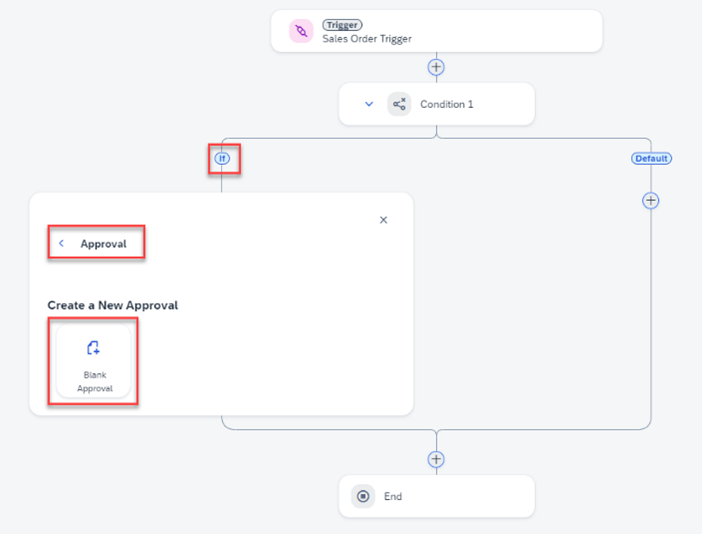 Trigger
Sales Order Trigger
Condition 1
If
Default
Approval
Create a New Approval
Blank
Approval
End